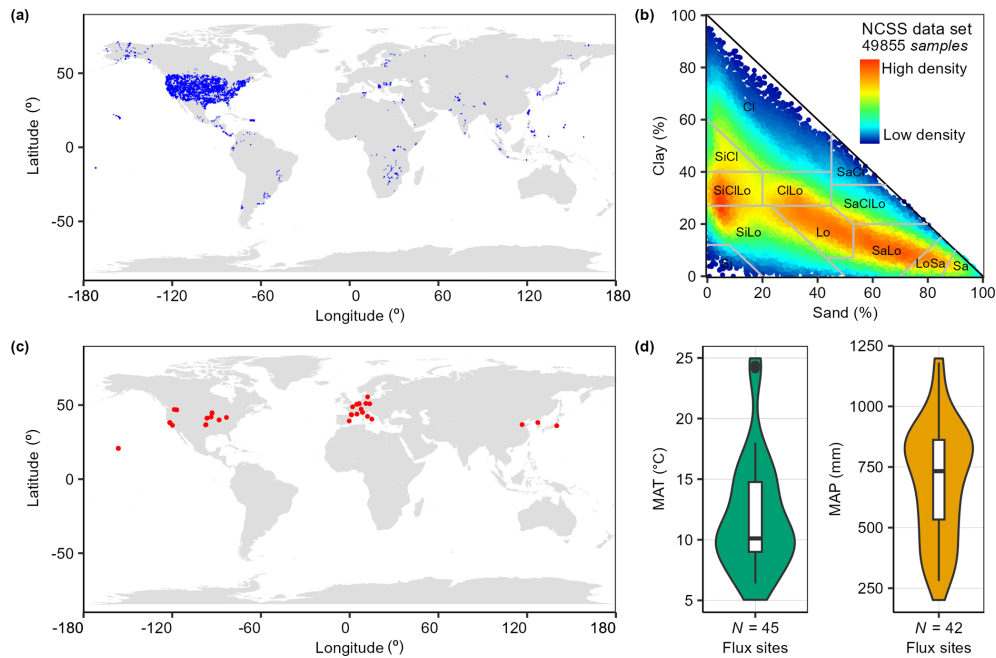 (a)
50
0
-50
Latitude (º)
-180
-120
-60
0
60
120
180
Longitude (º)
(b)
100
80
60
40
20
0
Clay (%)
NCSS data set
49855 samples
High density
Low density
Cl
SiCl
SaCl
SiClLo
ClLo
SaClLo
SiLo
Lo
SaLo
LoSa
Sa
0
20
40
60
80
100
Sand (%)
(c)
50
0
-50
Latitude (º)
-180
-120
-60
0
60
120
180
Longitude (º)
(d)
25
20
15
10
5
MAT (°C)
N = 45
Flux sites
1250
1000
750
500
250
MAP (mm)
N = 42
Flux sites